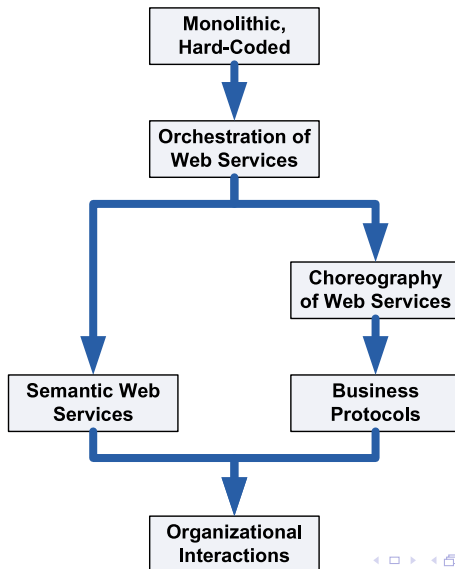 Monolithic,
Hard-Coded
Orchestration of
Web Services
Choreography
of Web Services
Semantic Web
Services
Business
Protocols
Organizational
Interactions